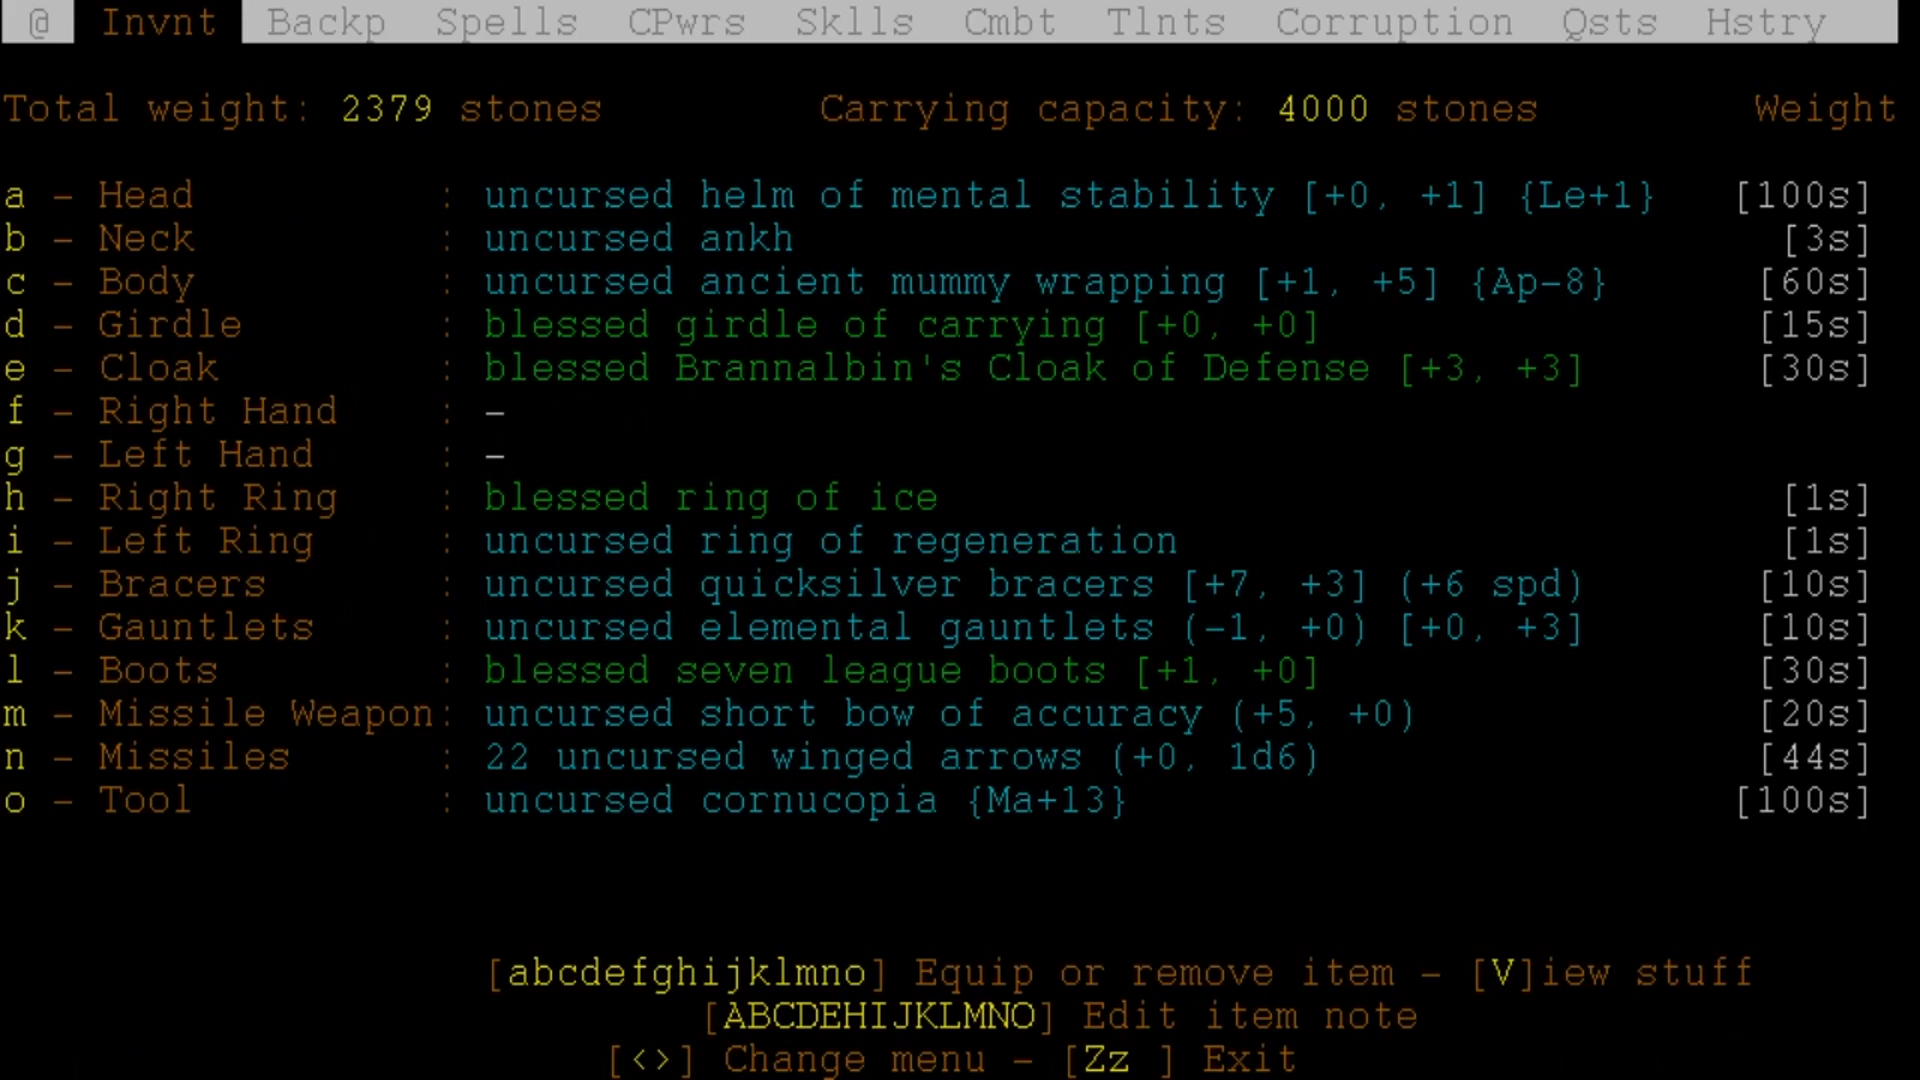 @ Invnt Backp Spells CPwrs Sklls Cmbt Tlnts Corruption Qsts Hstry
Total weight: 2379 stones Carrying capacity: 4000 stones Weight
a - Head : uncursed helm of mental stability [+0, +1] {Le+1} [100s]
b - Neck : uncursed ankh [3s]
c - Body : uncursed ancient mummy wrapping [+1, +5] {Ap-8} [60s]
d - Girdle : blessed girdle of carrying [+0, +0] [15s]
e - Cloak : blessed Brannalbin's Cloak of Defense [+3, +3] [30s]
f - Right Hand : -
g - Left Hand : -
h - Right Ring : blessed ring of ice [1s]
i - Left Ring : uncursed ring of regeneration [1s]
j - Bracers : uncursed quicksilver bracers [+7, +3] (+6 spd) [10s]
k - Gauntlets : uncursed elemental gauntlets (-1, +0) [+0, +3] [10s]
l - Boots : blessed seven league boots [+1, +0] [30s]
m - Missile Weapon: uncursed short bow of accuracy (+5, +0) [20s]
n - Missiles : 22 uncursed winged arrows (+0, 1d6) [44s]
o - Tool : uncursed cornucopia {Ma+13} [100s]
[abcdefghijklmno] Equip or remove item - [V]iew stuff
[ABCDEHIJKLMNO] Edit item note
[<>] Change menu - [Zz ] Exit